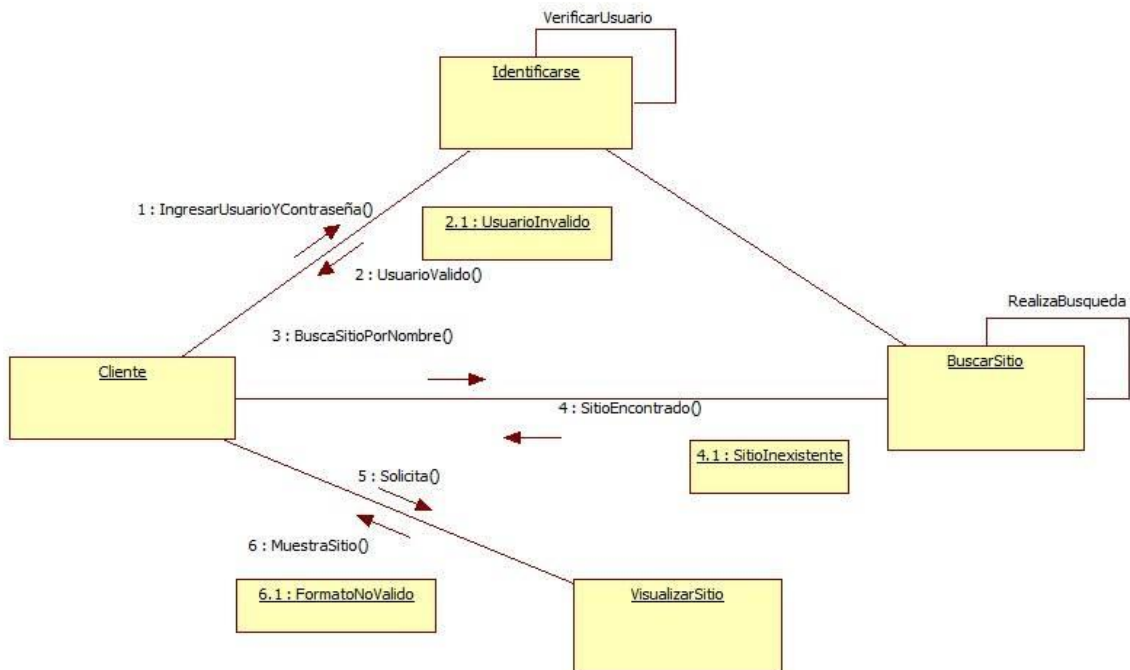 VerificarUsuario
Identificarse
1 : IngresarUsuarioYContraseña()
2.1 : UsuarioInvalido
2 : UsuarioValido()
RealizaBusqueda
3 : BuscaSitioPorNombre()
Cliente
BuscarSitio
4 : SitioEncontrado()
4.1 : SitioInexistente
5 : Solicita()
6 : MuestraSitio()
6.1 : FormatoNoValido
VisualizarSitio